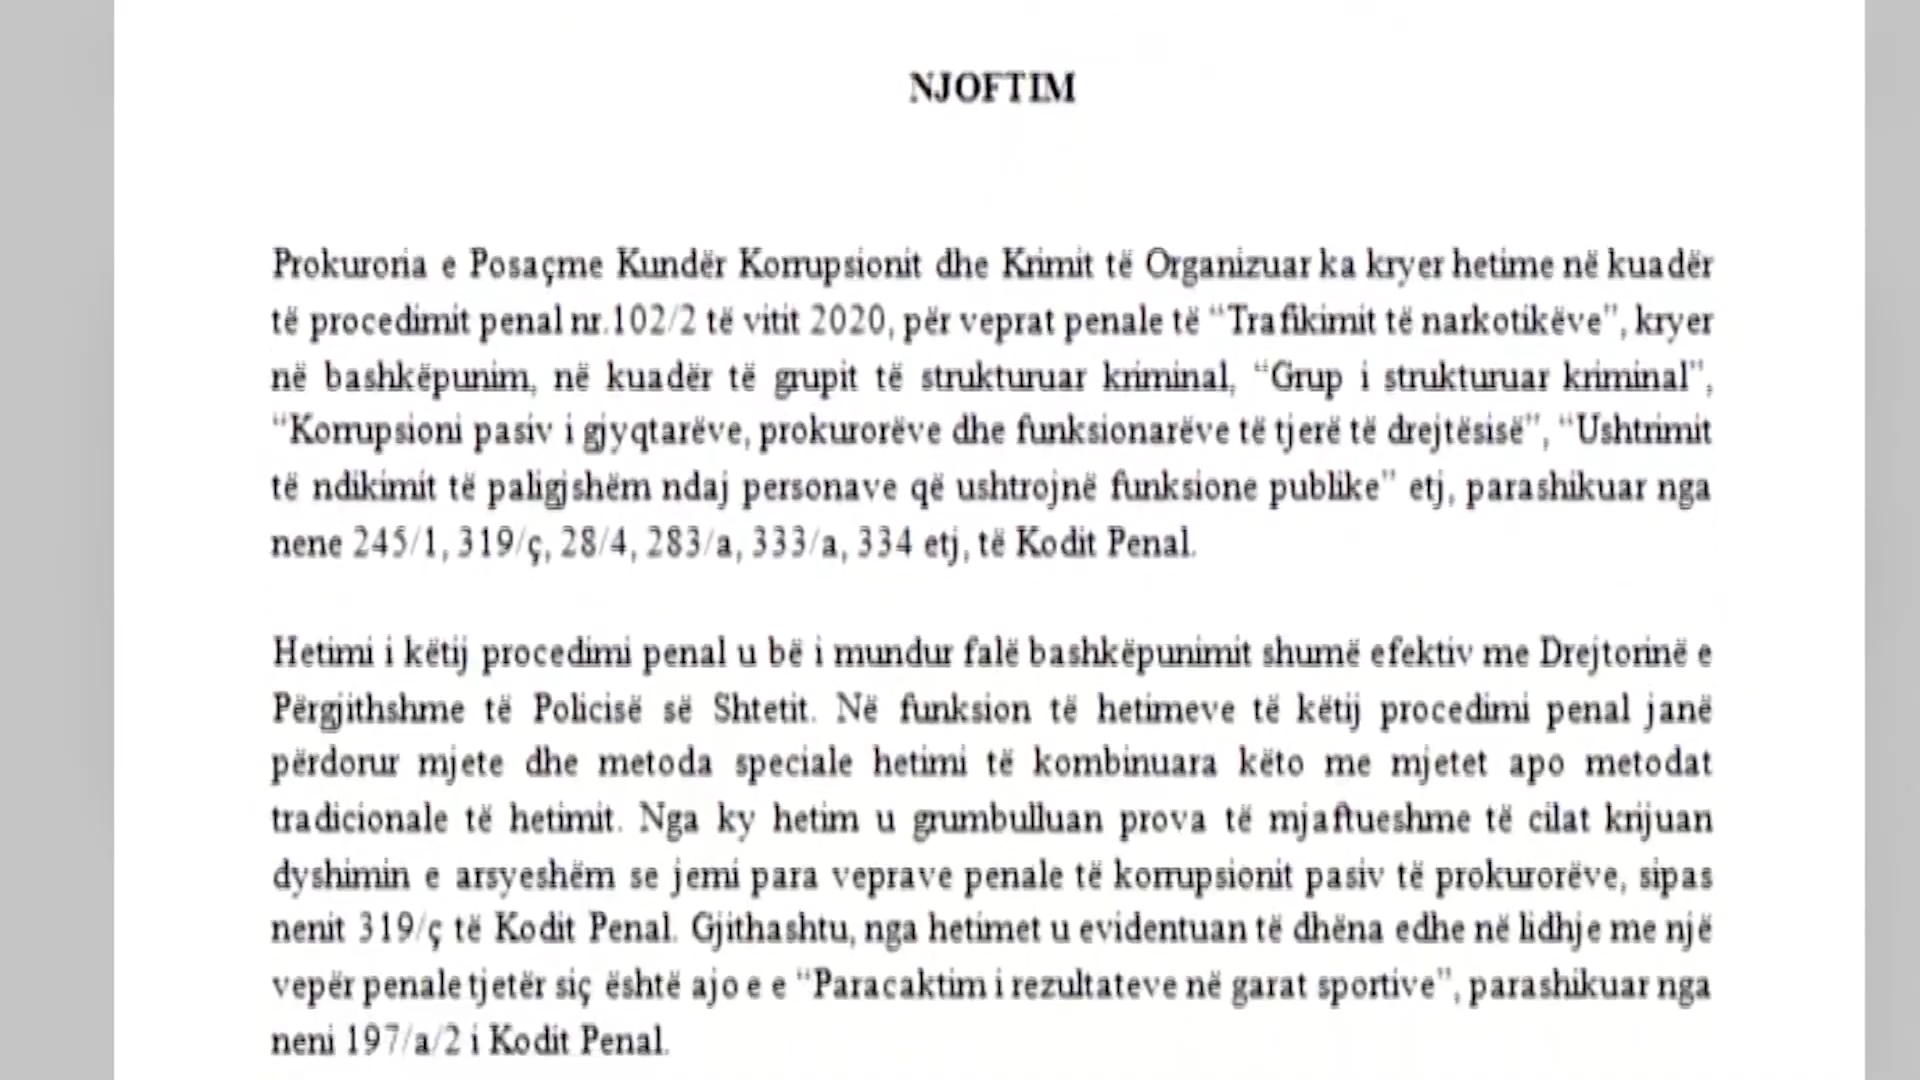 NJOFTIM
Prokuroria e Posaçme Kundër Korrupsionit dhe Krimit të Organizuar ka kryer hetime në kuadër
të procedimit penal nr.102/2 të vitit 2020, për veprat penale të “Trafikimit të narkotikëve”, kryer
në bashkëpunim, në kuadër të grupit të strukturuar kriminal, “Grup i strukturuar kriminal”,
“Korrupsioni pasiv i gjyqtarëve, prokurorëve dhe funksionarëve të tjerë të drejtësisë”, “Ushtrimit
të ndikimit të paligjshëm ndaj personave që ushtrojnë funksione publike” etj, parashikuar nga
nene 245/1, 319/ç, 28/4, 283/a, 333/a, 334 etj, të Kodit Penal.
Hetimi i këtij procedimi penal u bë i mundur falë bashkëpunimit shumë efektiv me Drejtorinë e
Përgjithshme të Policisë së Shtetit. Në funksion të hetimeve të këtij procedimi penal janë
përdorur mjete dhe metoda speciale hetimi të kombinuara këto me mjetet apo metodat
tradicionale të hetimit. Nga ky hetim u grumbulluan prova të mjaftueshme të cilat krijuan
dyshimin e arsyeshëm se jemi para veprave penale të korrupsionit pasiv të prokurorëve, sipas
nenit 319/ç të Kodit Penal. Gjithashtu, nga hetimet u evidentuan të dhëna edhe në lidhje me një
vepër penale tjetër siç është ajo e e “Paracaktim i rezultateve në garat sportive”, parashikuar nga
neni 197/a/2 i Kodit Penal.